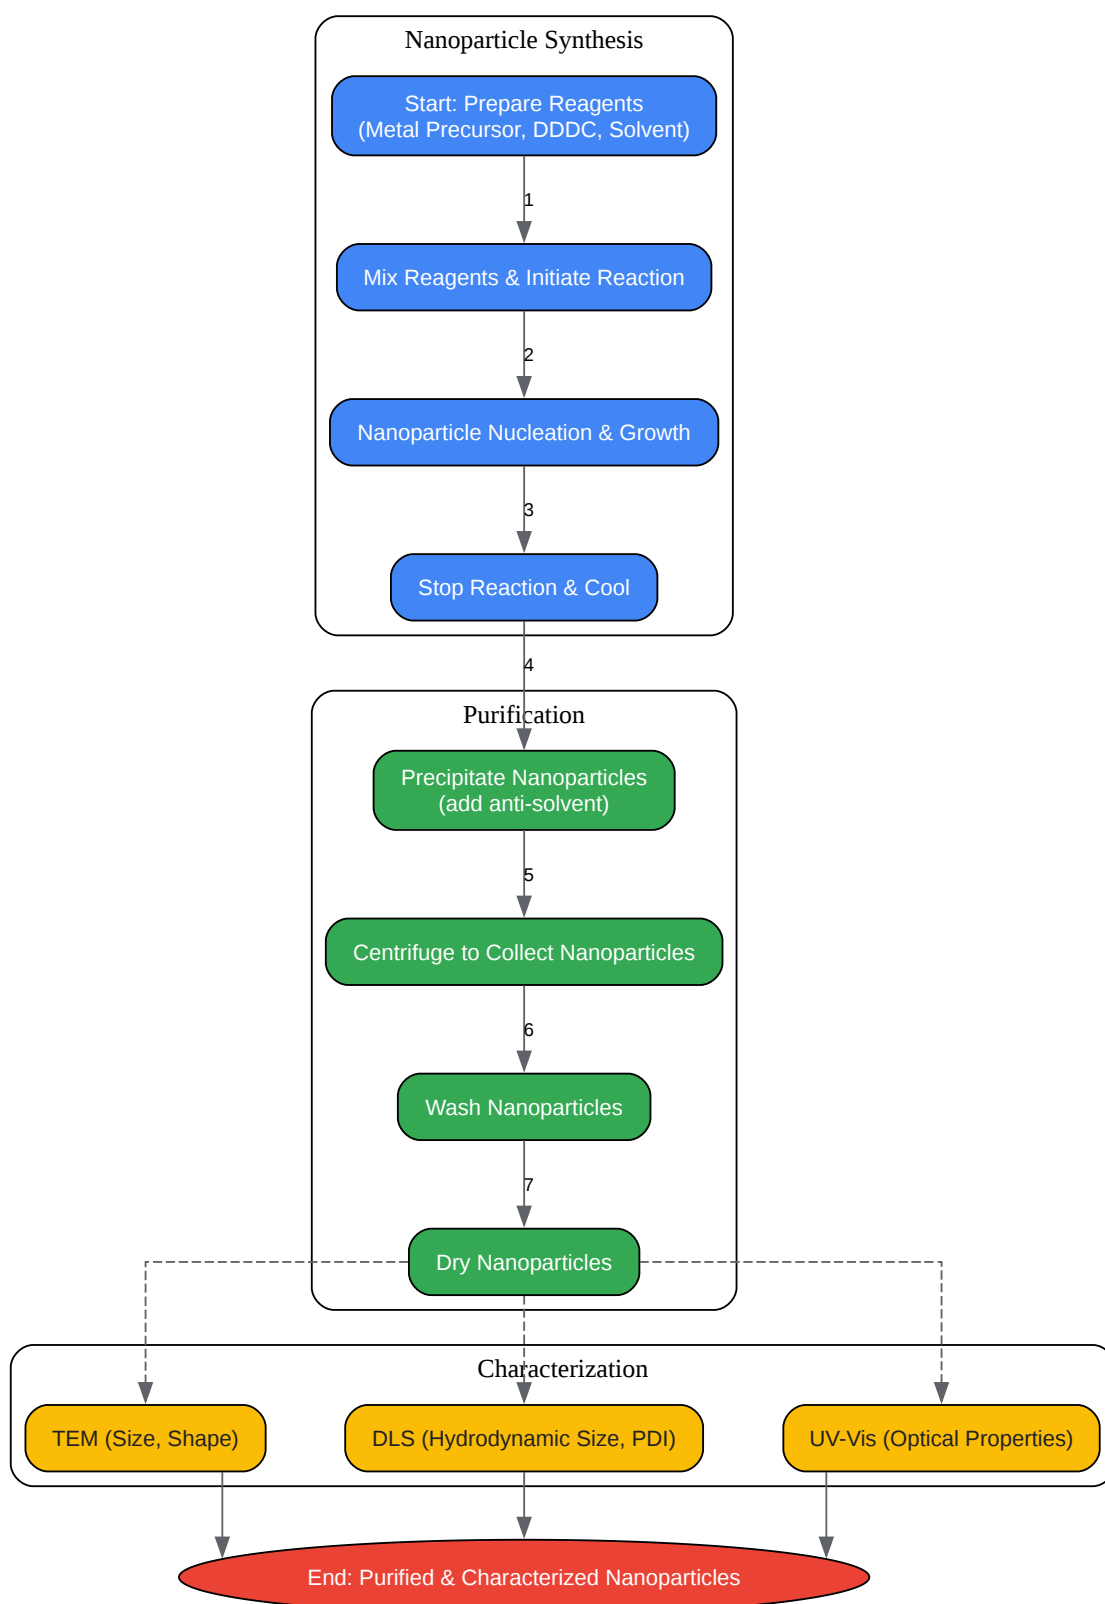 Nanoparticle Synthesis
Start: Prepare Reagents
(Metal Precursor, DDDC, Solvent)
1
Mix Reagents & Initiate Reaction
2
Nanoparticle Nucleation & Growth
3
Stop Reaction & Cool
4
Purification
Precipitate Nanoparticles
(add anti-solvent)
5
Centrifuge to Collect Nanoparticles
6
Wash Nanoparticles
7
Dry Nanoparticles
Characterization
TEM (Size, Shape)
DLS (Hydrodynamic Size, PDI)
UV-Vis (Optical Properties)
End: Purified & Characterized Nanoparticles